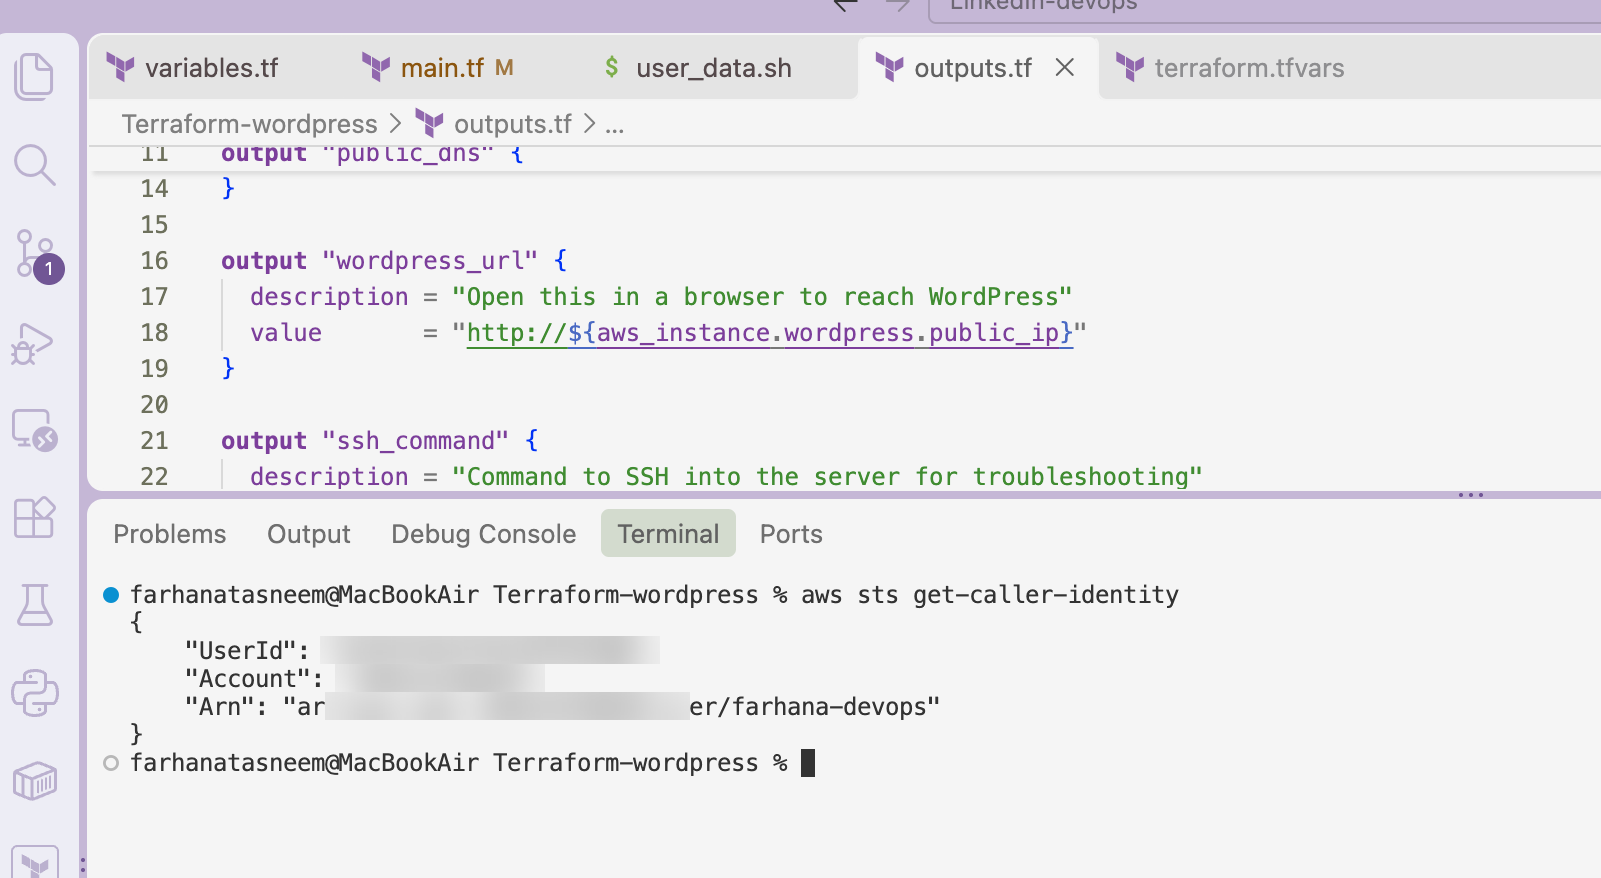 LinkedIn-devops
variables.tf
main.tf M
$ user_data.sh
outputs.tf
terraform.tfvars
Terraform-wordpress > outputs.tf > ...
11 output "public_dns" {
14 }
15
16 output "wordpress_url" {
17 description = "Open this in a browser to reach WordPress"
18 value = "http://${aws_instance.wordpress.public_ip}"
19 }
20
21 output "ssh_command" {
22 description = "Command to SSH into the server for troubleshooting"
1
Problems Output Debug Console Terminal Ports
farhanatasneem@MacBookAir Terraform-wordpress % aws sts get-caller-identity
{
"UserId":
"Account":
"Arn": "ar er/farhana-devops"
}
farhanatasneem@MacBookAir Terraform-wordpress %